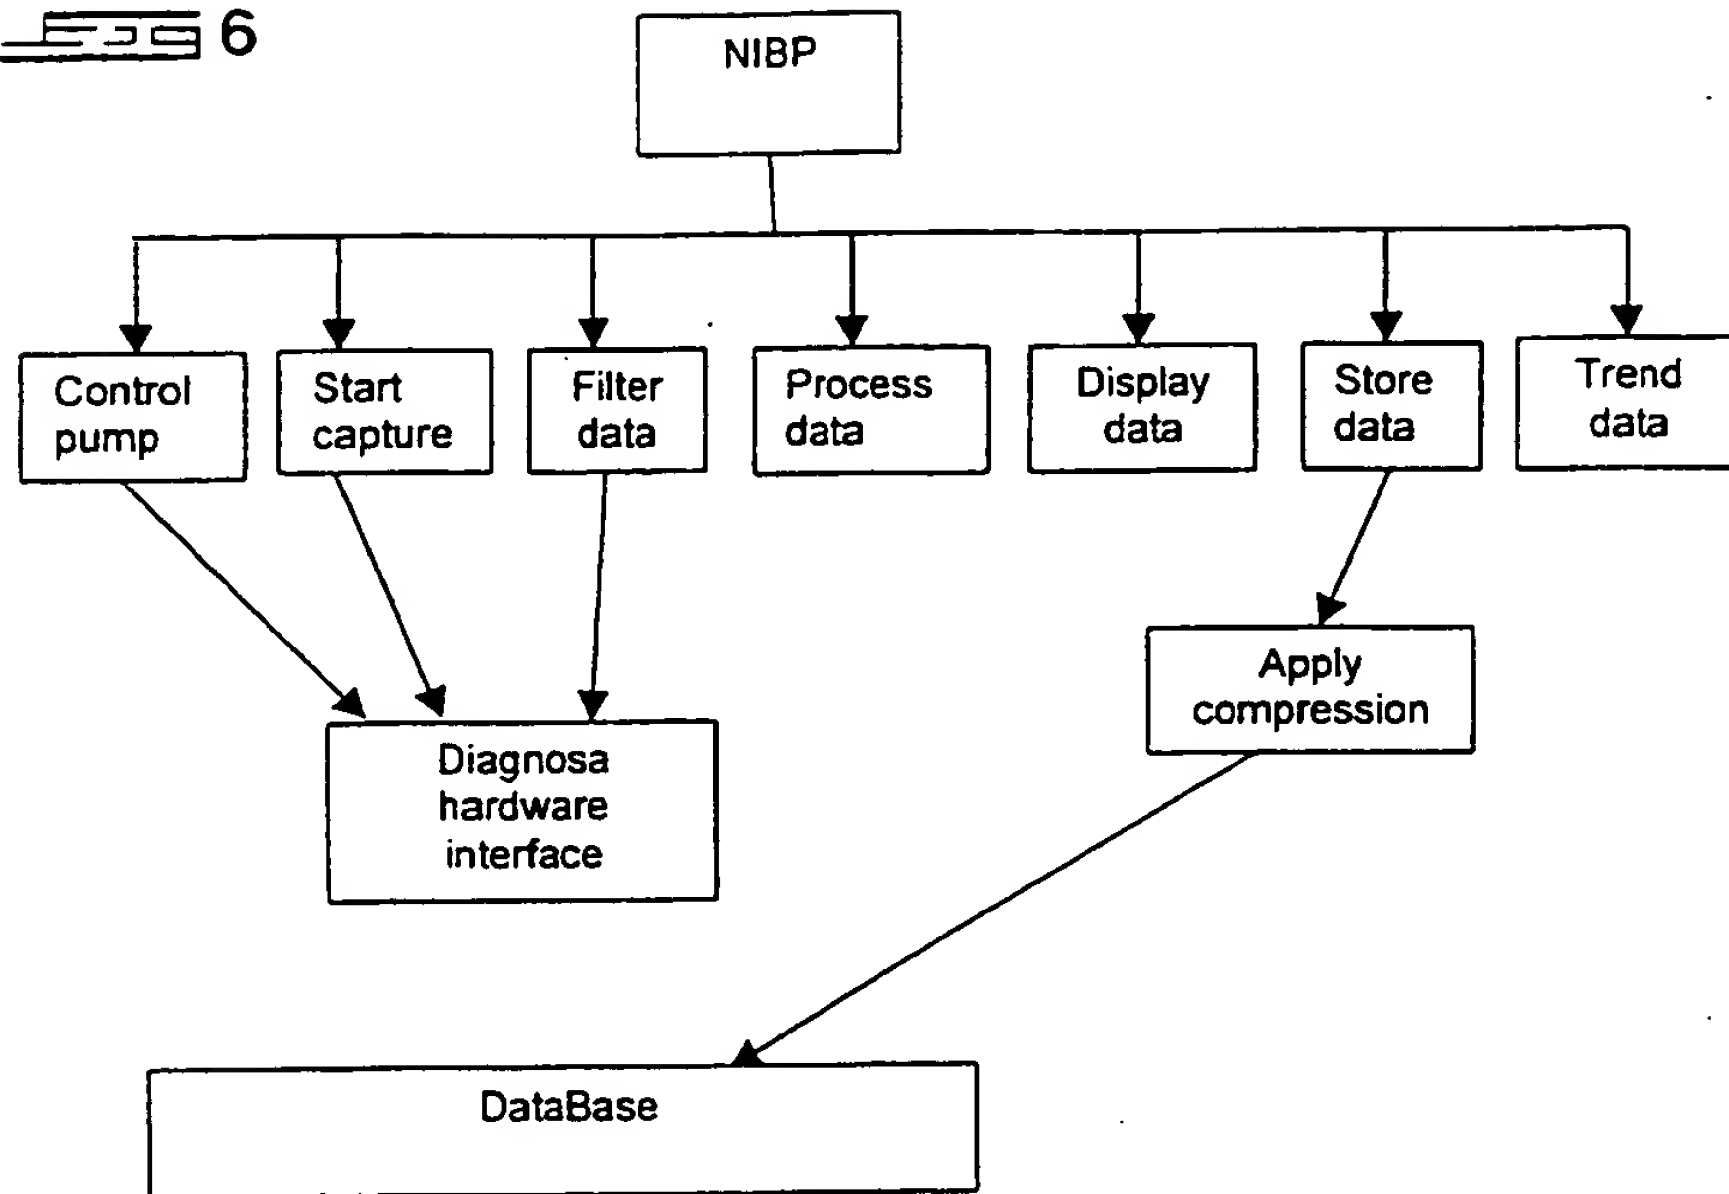 FIG 6
NIBP
Control
pump
Start
capture
Filter
data
Process
data
Display
data
Store
data
Trend
data
Apply
compression
Diagnosa
hardware
interface
DataBase